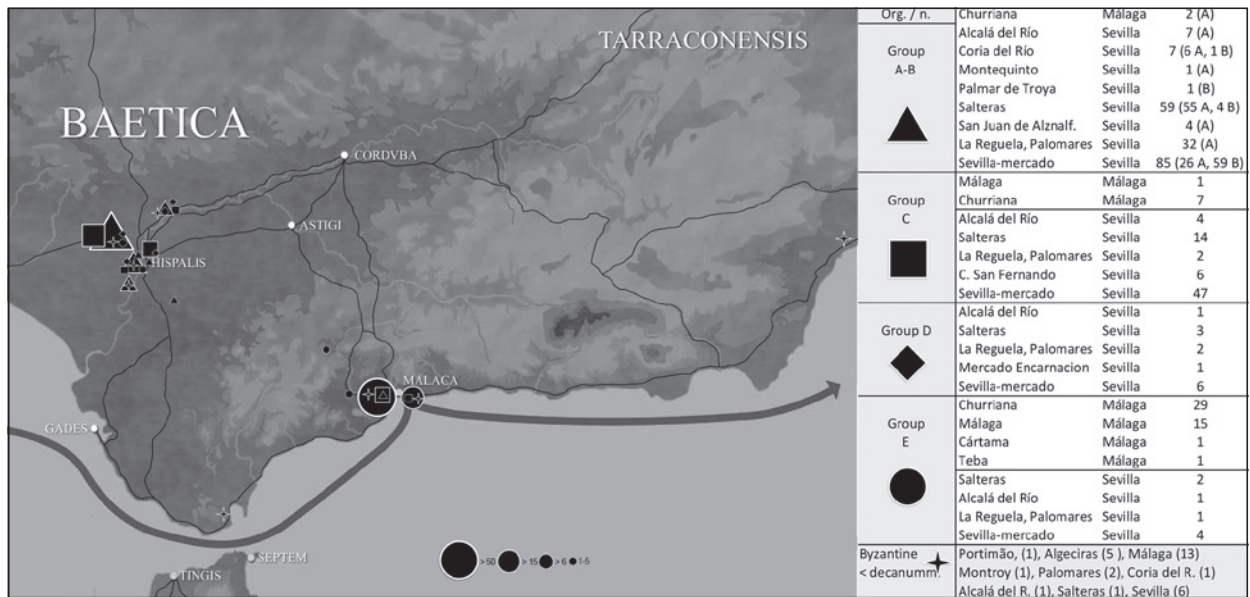 TARRACONENSIS
BAETICA
CORDVBA
ASTIGI
HISPALIS
MALACA
GADES
SEPTEM
TINGIS
> 50 > 15 > 6 1-5
Org. / n. Churriana Málaga 2 (A)
Group A-B
Alcalá del Río Sevilla 7 (A)
Coria del Río Sevilla 7 (6 A, 1 B)
Montequinto Sevilla 1 (A)
Palmar de Troya Sevilla 1 (B)
Salteras Sevilla 59 (55 A, 4 B)
San Juan de Alznalf. Sevilla 4 (A)
La Reguela, Palomares Sevilla 32 (A)
Sevilla-mercado Sevilla 85 (26 A, 59 B)
Group C
Málaga Málaga 1
Churriana Málaga 7
Alcalá del Río Sevilla 4
Salteras Sevilla 14
La Reguela, Palomares Sevilla 2
C. San Fernando Sevilla 6
Sevilla-mercado Sevilla 47
Group D
Alcalá del Río Sevilla 1
Salteras Sevilla 3
La Reguela, Palomares Sevilla 2
Mercado Encarnacion Sevilla 1
Sevilla-mercado Sevilla 6
Group E
Churriana Málaga 29
Málaga Málaga 15
Cártama Málaga 1
Teba Málaga 1
Salteras Sevilla 2
Alcalá del Río Sevilla 1
La Reguela, Palomares Sevilla 1
Sevilla-mercado Sevilla 4
Byzantine
< decanumm.
Portimão, (1), Algeciras (5 ), Málaga (13)
Montroy (1), Palomares (2), Coria del R. (1)
Alcalá del R. (1), Salteras (1), Sevilla (6)